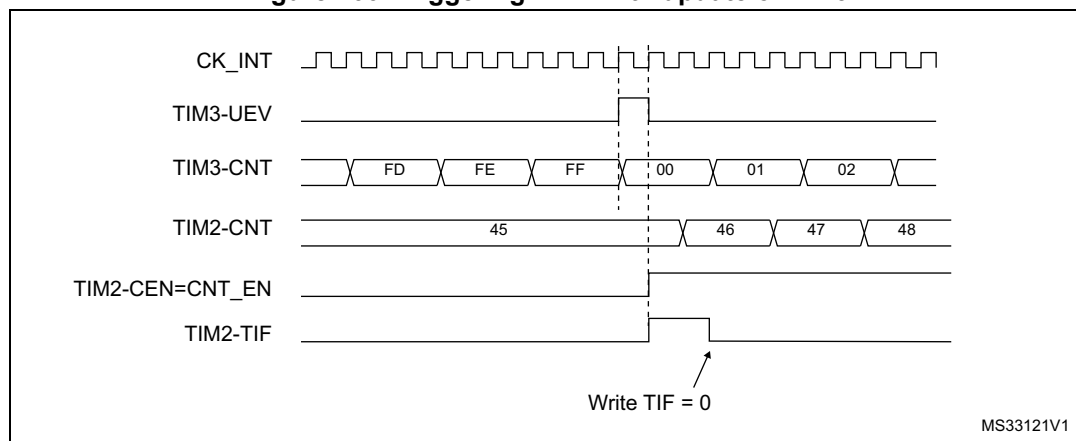 CK_INT
TIM3-UEV
TIM3-CNT FD FE FF 00 01 02
TIM2-CNT 45 46 47 48
TIM2-CEN=CNT_EN
TIM2-TIF
Write TIF = 0
MS33121V1